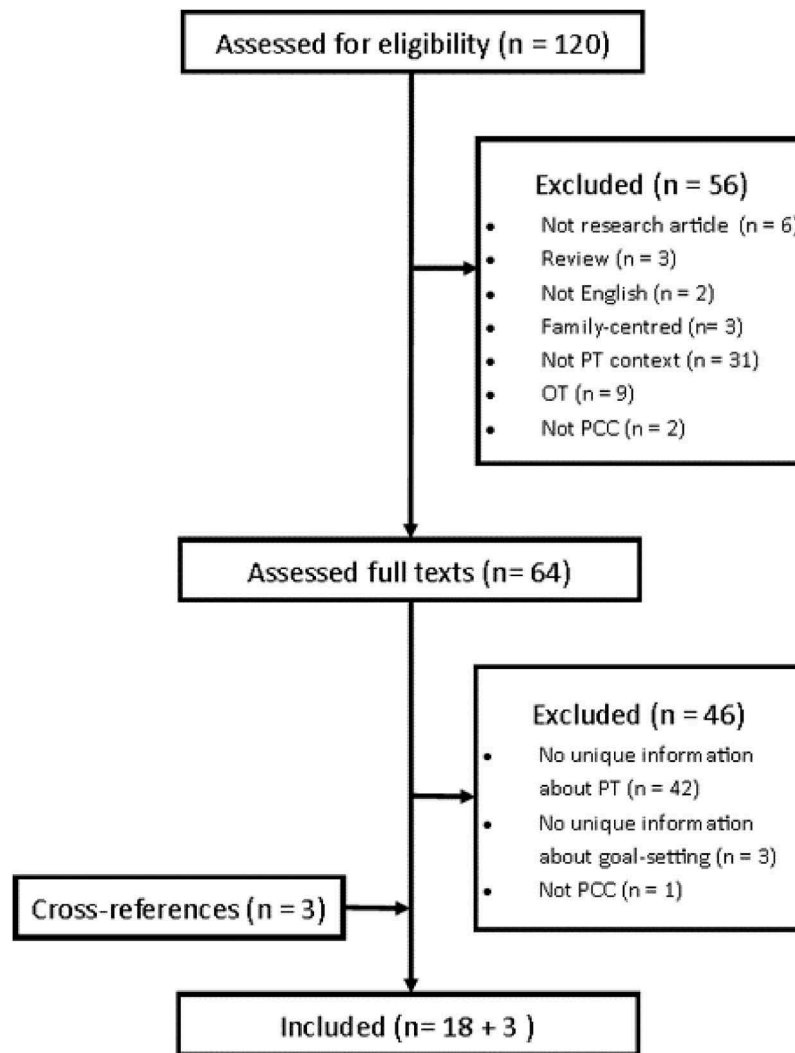 Assessed for eligibility (n = 120)
Excluded (n = 56)
• Not research article (n = 6)
• Review (n = 3)
• Not English (n = 2)
• Family-centred (n= 3)
• Not PT context (n = 31)
• OT (n = 9)
• Not PCC (n = 2)
Assessed full texts (n= 64)
Excluded (n = 46)
• No unique information
about PT (n = 42)
• No unique information
about goal-setting (n = 3)
• Not PCC (n = 1)
Cross-references (n = 3)
Included (n= 18 + 3 )